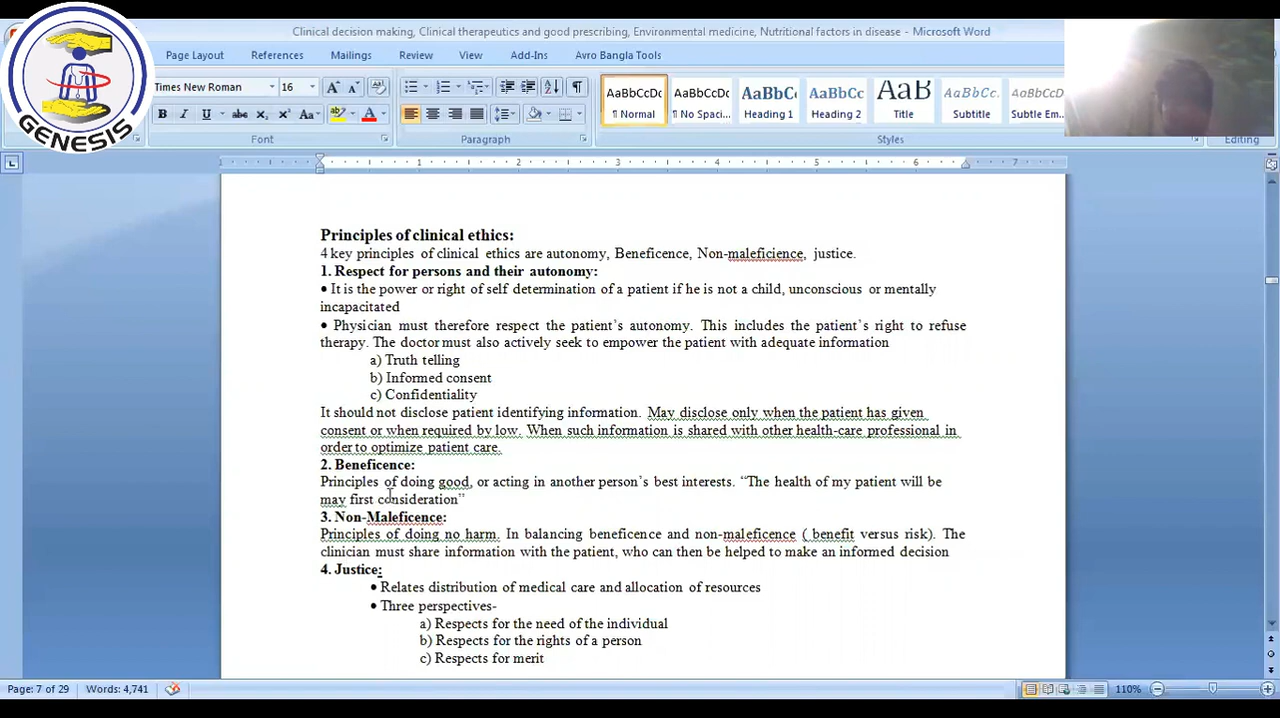 Clinical decision making, Clinical therapeutics and good prescribing, Environmental medicine, Nutritional factors in disease - Microsoft Word
Page Layout References Mailings Review View Add-Ins Avro Bangla Tools
Times New Roman 16
AaBbCcDc AaBbCcDc AaBbCc AaBbCc AaB AaBbCc. AaBbCcDc
¶ Normal ¶ No Spaci... Heading 1 Heading 2 Title Subtitle Subtle Em...
Font Paragraph Styles Editing
GENESIS
1 1 2 3 4 5 6 7
Principles of clinical ethics:
4 key principles of clinical ethics are autonomy, Beneficence, Non-maleficience, justice.
1. Respect for persons and their autonomy:
• It is the power or right of self determination of a patient if he is not a child, unconscious or mentally
incapacitated
• Physician must therefore respect the patient's autonomy. This includes the patient's right to refuse
therapy. The doctor must also actively seek to empower the patient with adequate information
a) Truth telling
b) Informed consent
c) Confidentiality
It should not disclose patient identifying information. May disclose only when the patient has given
consent or when required by low. When such information is shared with other health-care professional in
order to optimize patient care.
2. Beneficence:
Principles of doing good, or acting in another person's best interests. “The health of my patient will be
may first consideration”
3. Non-Maleficence:
Principles of doing no harm. In balancing beneficence and non-maleficence ( benefit versus risk). The
clinician must share information with the patient, who can then be helped to make an informed decision
4. Justice:
• Relates distribution of medical care and allocation of resources
• Three perspectives-
a) Respects for the need of the individual
b) Respects for the rights of a person
c) Respects for merit
Page: 7 of 29 Words: 4,741 110%